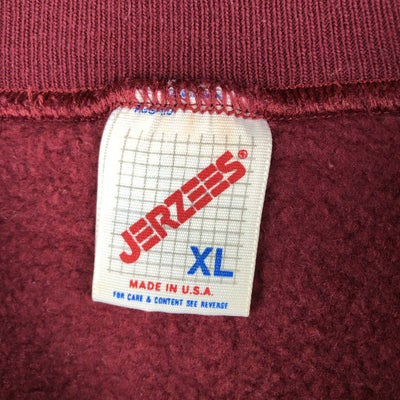 JERZEES®
XL
MADE IN U.S.A.
FOR CARE & CONTENT SEE REVERSE